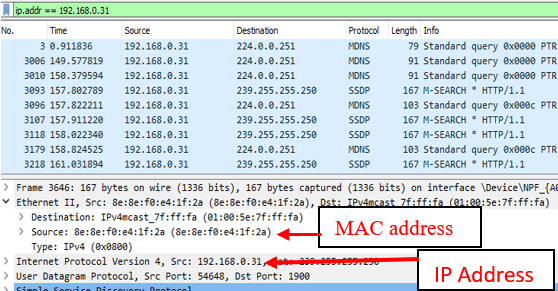 ip.addr == 192.168.0.31
No. Time Source Destination Protocol Length Info
3 0.911836 192.168.0.31 224.0.0.251 MDNS 79 Standard query 0x0000 PTR
3006 149.577819 192.168.0.31 224.0.0.251 MDNS 91 Standard query 0x0000 PTR
3010 150.379594 192.168.0.31 224.0.0.251 MDNS 91 Standard query 0x0000 PTR
3093 157.802789 192.168.0.31 239.255.255.250 SSDP 167 M-SEARCH * HTTP/1.1
3096 157.822211 192.168.0.31 224.0.0.251 MDNS 103 Standard query 0x000c PTR
3107 157.911220 192.168.0.31 239.255.255.250 SSDP 167 M-SEARCH * HTTP/1.1
3118 158.022340 192.168.0.31 239.255.255.250 SSDP 167 M-SEARCH * HTTP/1.1
3179 158.824525 192.168.0.31 224.0.0.251 MDNS 103 Standard query 0x000c PTR
3218 161.031894 192.168.0.31 239.255.255.250 SSDP 167 M-SEARCH * HTTP/1.1
Frame 3646: 167 bytes on wire (1336 bits), 167 bytes captured (1336 bits) on interface \Device\NPF_{A0
Ethernet II, Src: 8e:8e:f0:e4:1f:2a (8e:8e:f0:e4:1f:2a), Dst: IPv4mcast_7f:ff:fa (01:00:5e:7f:ff:fa)
Destination: IPv4mcast_7f:ff:fa (01:00:5e:7f:ff:fa)
Source: 8e:8e:f0:e4:1f:2a (8e:8e:f0:e4:1f:2a)
MAC address
Type: IPv4 (0x0800)
Internet Protocol Version 4, Src: 192.168.0.31, Dst: 239.255.255.250
IP Address
User Datagram Protocol, Src Port: 54648, Dst Port: 1900
Simple Service Discovery Protocol